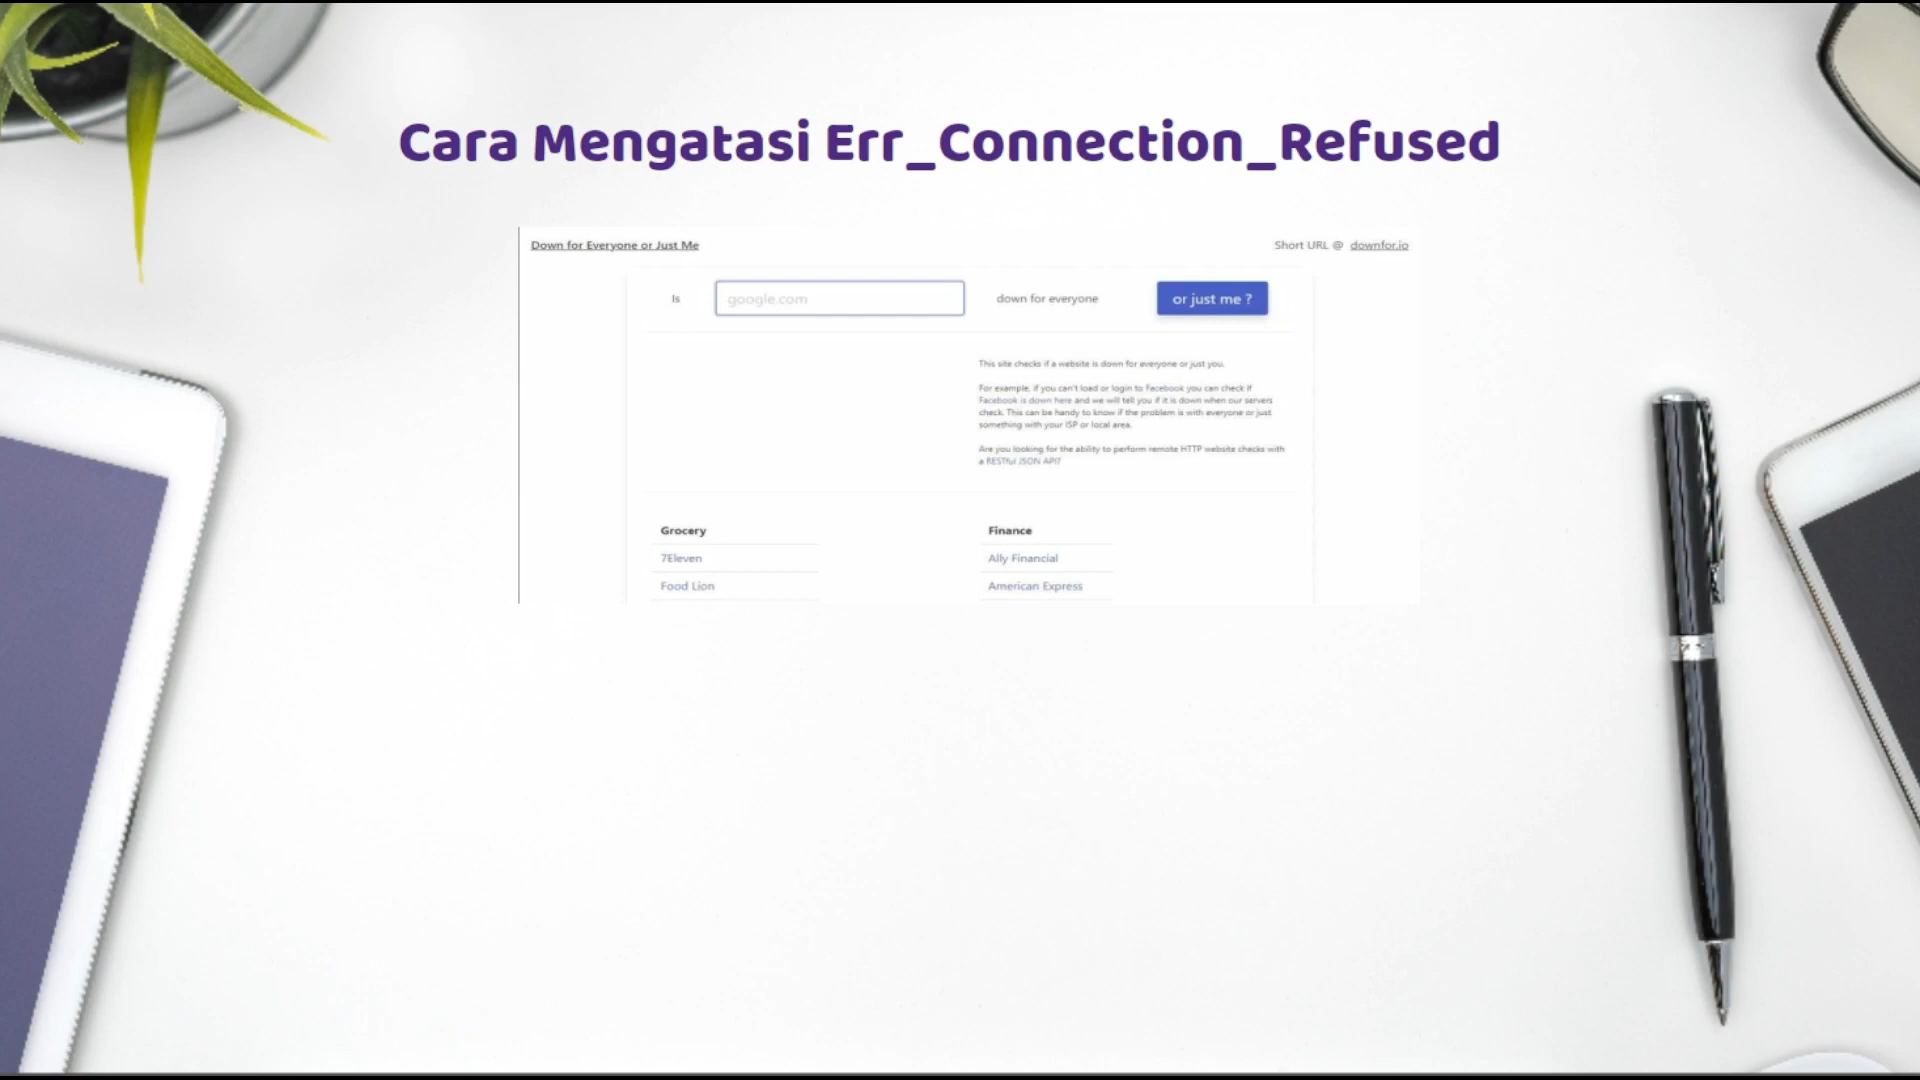 Cara Mengatasi Err_Connection_Refused
Down for Everyone or Just Me
Short URL @ downfor.io
Is google.com down for everyone or just me ?
This site checks if a website is down for everyone or just you.
For example, if you can't load or login to Facebook you can check if
Facebook is down here and we will tell you if it is down when our servers
check. This can be handy to know if the problem is with everyone or just
something with your ISP or local area.
Are you looking for the ability to perform remote HTTP website checks with
a RESTful JSON API?
Grocery
7Eleven
Food Lion
Finance
Ally Financial
American Express